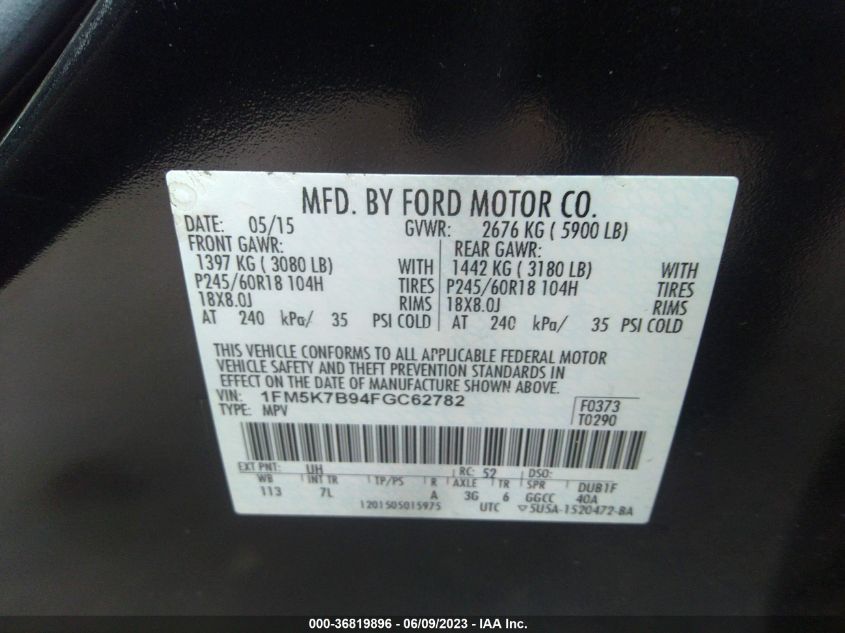 MFD. BY FORD MOTOR CO.
DATE: 05/15 GVWR: 2676 KG ( 5900 LB)
FRONT GAWR: REAR GAWR:
1397 KG ( 3080 LB) WITH 1442 KG ( 3180 LB) WITH
P245/60R18 104H TIRES P245/60R18 104H TIRES
18X8.0J RIMS 18X8.0J RIMS
AT 240 kPa/ 35 PSI COLD AT 240 kPa/ 35 PSI COLD
THIS VEHICLE CONFORMS TO ALL APPLICABLE FEDERAL MOTOR
VEHICLE SAFETY AND THEFT PREVENTION STANDARDS IN
EFFECT ON THE DATE OF MANUFACTURE SHOWN ABOVE.
VIN: 1FM5K7B94FGC62782 F0373
TYPE: MPV T0290
EXT PNT: UH RC: 52 DSO:
WB INT TR TP/PS R AXLE TR SPR DUB1F
113 7L A 3G 6 GGCC 40A
1201505015975 UTC ▽5U5A-1520472-BA
000-36819896 - 06/09/2023 - IAA Inc.